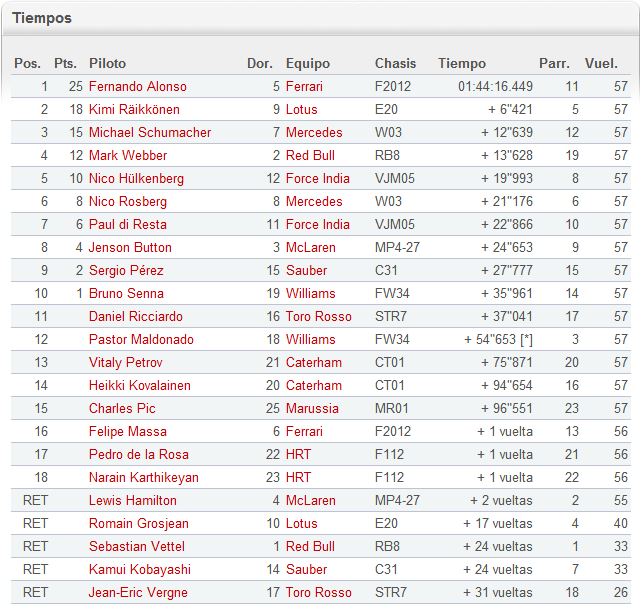 Tiempos
Pos. Pts. Piloto Dor. Equipo Chasis Tiempo Parr. Vuel.
1 25 Fernando Alonso 5 Ferrari F2012 01:44:16.449 11 57
2 18 Kimi Räikkönen 9 Lotus E20 + 6"421 5 57
3 15 Michael Schumacher 7 Mercedes W03 + 12"639 12 57
4 12 Mark Webber 2 Red Bull RB8 + 13"628 19 57
5 10 Nico Hülkenberg 12 Force India VJM05 + 19"993 8 57
6 8 Nico Rosberg 8 Mercedes W03 + 21"176 6 57
7 6 Paul di Resta 11 Force India VJM05 + 22"866 10 57
8 4 Jenson Button 3 McLaren MP4-27 + 24"653 9 57
9 2 Sergio Pérez 15 Sauber C31 + 27"777 15 57
10 1 Bruno Senna 19 Williams FW34 + 35"961 14 57
11 Daniel Ricciardo 16 Toro Rosso STR7 + 37"041 17 57
12 Pastor Maldonado 18 Williams FW34 + 54"653 [*] 3 57
13 Vitaly Petrov 21 Caterham CT01 + 75"871 20 57
14 Heikki Kovalainen 20 Caterham CT01 + 94"654 16 57
15 Charles Pic 25 Marussia MR01 + 96"551 23 57
16 Felipe Massa 6 Ferrari F2012 + 1 vuelta 13 56
17 Pedro de la Rosa 22 HRT F112 + 1 vuelta 21 56
18 Narain Karthikeyan 23 HRT F112 + 1 vuelta 22 56
RET Lewis Hamilton 4 McLaren MP4-27 + 2 vueltas 2 55
RET Romain Grosjean 10 Lotus E20 + 17 vueltas 4 40
RET Sebastian Vettel 1 Red Bull RB8 + 24 vueltas 1 33
RET Kamui Kobayashi 14 Sauber C31 + 24 vueltas 7 33
RET Jean-Eric Vergne 17 Toro Rosso STR7 + 31 vueltas 18 26